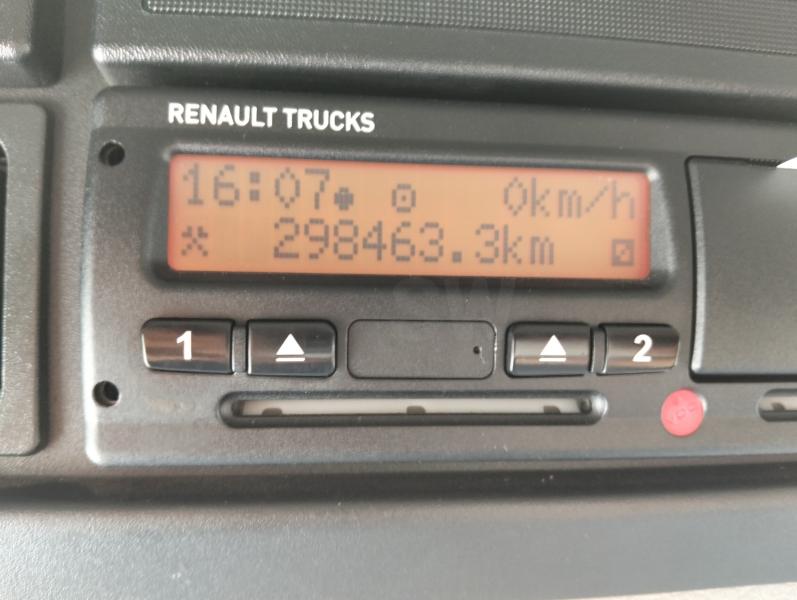 RENAULT TRUCKS
16:07 0km/h
298463.3km
1 2